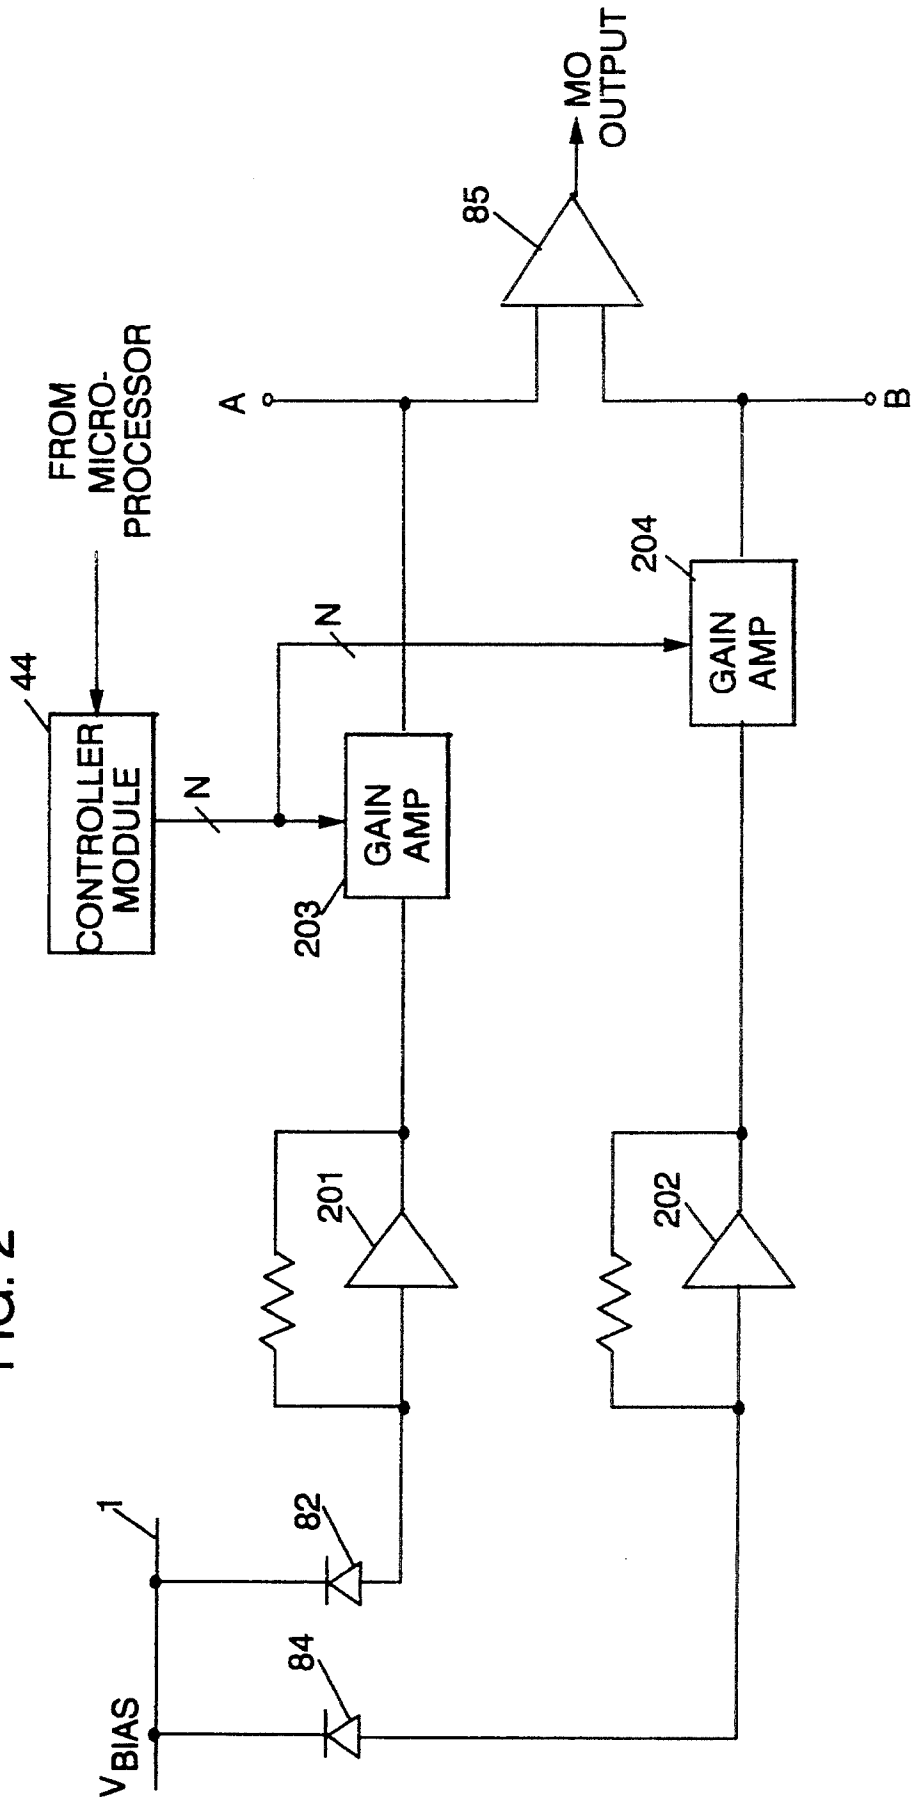 FIG. 2
VBIAS
1
84
82
201
202
CONTROLLER
MODULE
44
FROM
MICRO-
PROCESSOR
N
N
203
GAIN
AMP
204
GAIN
AMP
A
B
85
MO
OUTPUT